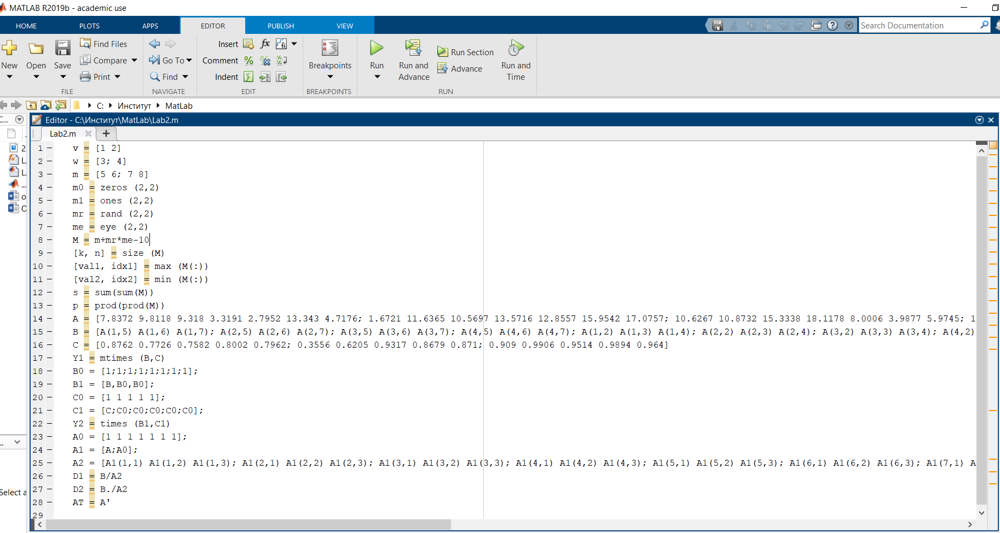 MATLAB R2019b - academic use
HOME PLOTS APPS EDITOR PUBLISH VIEW
Search Documentation
New Open Save Find Files Compare Print
FILE
Go To Find
NAVIGATE
Insert fx fi
Comment
Indent
EDIT
Breakpoints
BREAKPOINTS
Run Run and Advance Run Section Advance Run and Time
RUN
C: Институт MatLab
C...
Editor - C:\Институт\MatLab\Lab2.m
Lab2.m +
1 v = [1 2]
2 w = [3; 4]
3 m = [5 6; 7 8]
4 m0 = zeros (2,2)
5 m1 = ones (2,2)
6 mr = rand (2,2)
7 me = eye (2,2)
8 M = m+mr*me-10
9 [k, n] = size (M)
10 [val1, idx1] = max (M(:))
11 [val2, idx2] = min (M(:))
12 s = sum(sum(M))
13 p = prod(prod(M))
14 A = [7.8372 9.8118 9.318 3.3191 2.7952 13.343 4.7176; 1.6721 11.6365 10.5697 13.5716 12.8557 15.9542 17.0757; 10.6267 10.8732 15.3338 18.1178 8.0006 3.9877 5.9745; 1
15 B = [A(1,5) A(1,6) A(1,7); A(2,5) A(2,6) A(2,7); A(3,5) A(3,6) A(3,7); A(4,5) A(4,6) A(4,7); A(1,2) A(1,3) A(1,4); A(2,2) A(2,3) A(2,4); A(3,2) A(3,3) A(3,4); A(4,2)
16 C = [0.8762 0.7726 0.7582 0.8002 0.7962; 0.3556 0.6205 0.9317 0.8679 0.871; 0.909 0.9906 0.9514 0.9894 0.964]
17 Y1 = mtimes (B,C)
18 B0 = [1;1;1;1;1;1;1;1];
19 B1 = [B,B0,B0];
20 C0 = [1 1 1 1 1];
21 C1 = [C;C0;C0;C0;C0;C0];
22 Y2 = times (B1,C1)
23 A0 = [1 1 1 1 1 1 1];
24 A1 = [A;A0];
25 A2 = [A1(1,1) A1(1,2) A1(1,3); A1(2,1) A1(2,2) A1(2,3); A1(3,1) A1(3,2) A1(3,3); A1(4,1) A1(4,2) A1(4,3); A1(5,1) A1(5,2) A1(5,3); A1(6,1) A1(6,2) A1(6,3); A1(7,1) A
26 D1 = B/A2
27 D2 = B./A2
28 AT = A'
29
Select a